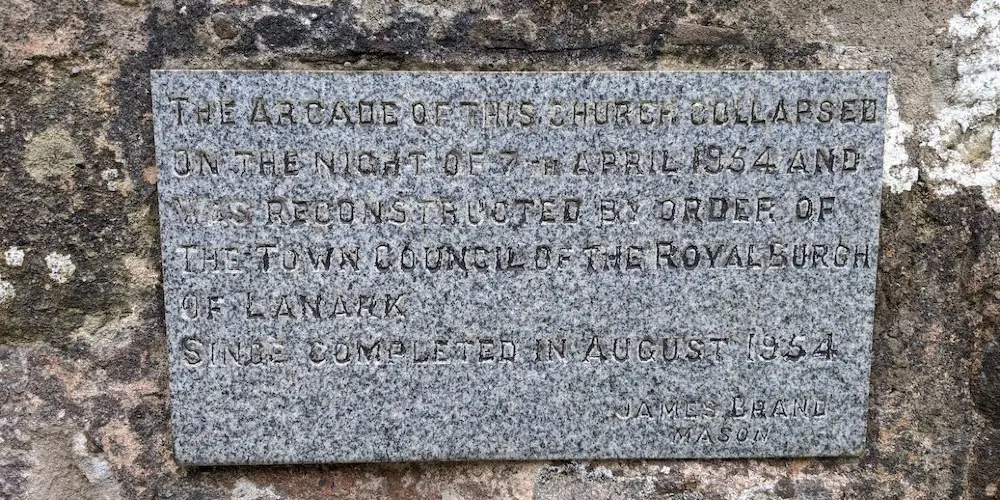 THE ARCADE OF THIS CHURCH COLLAPSED
ON THE NIGHT OF 7TH APRIL 1954 AND
WAS RECONSTRUCTED BY ORDER OF
THE TOWN COUNCIL OF THE ROYAL BURGH
OF LANARK
SINCE COMPLETED IN AUGUST 1954
JAMES BRAND
MASON